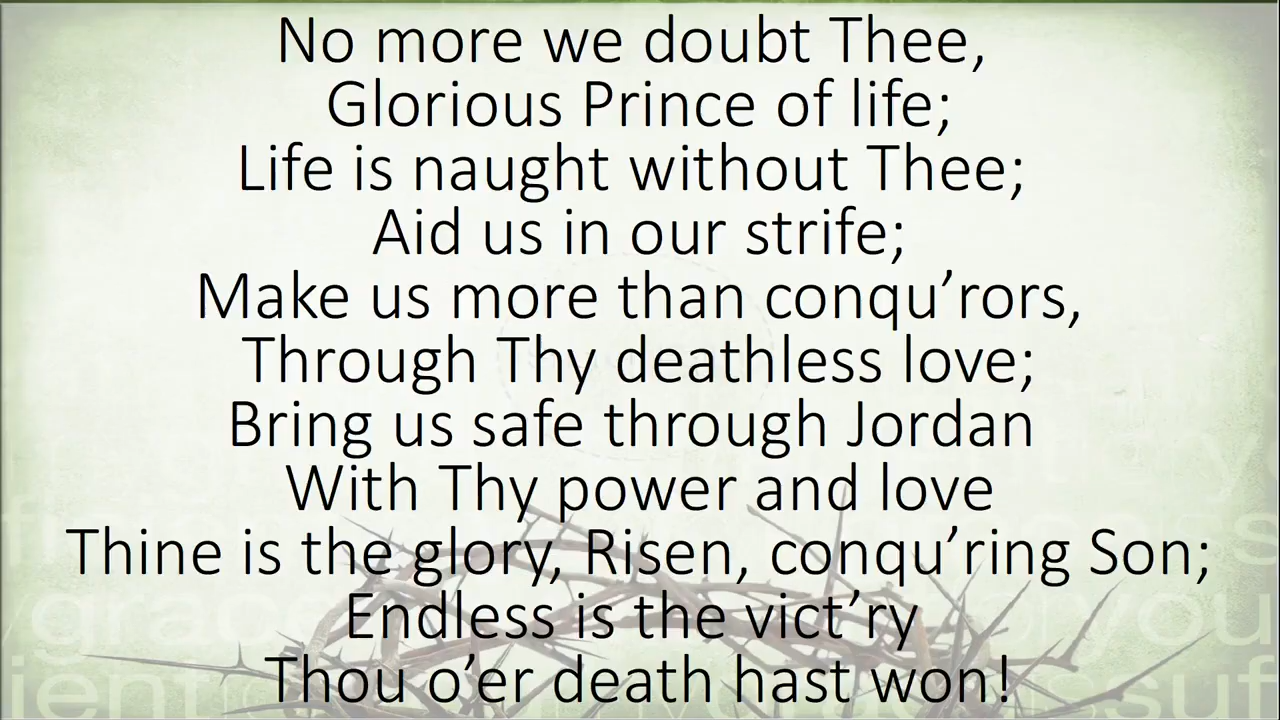 No more we doubt Thee,
Glorious Prince of life;
Life is naught without Thee;
Aid us in our strife;
Make us more than conqu’rors,
Through Thy deathless love;
Bring us safe through Jordan
With Thy power and love
Thine is the glory, Risen, conqu’ring Son;
Endless is the vict’ry
Thou o’er death hast won!